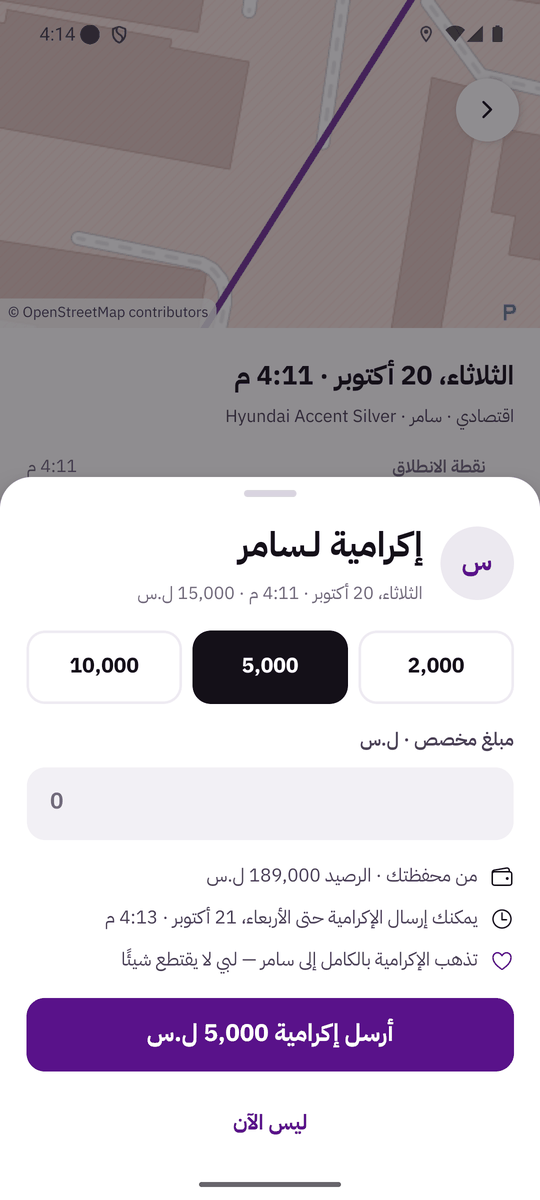 4:14
© OpenStreetMap contributors
P
الثلاثاء، 20 أكتوبر · 4:11 م
اقتصادي · سامر · Hyundai Accent Silver
نقطة الانطلاق
4:11 م
س
إكرامية لسامر
الثلاثاء، 20 أكتوبر · 4:11 م · 15,000 ل.س
2,000
5,000
10,000
مبلغ مخصص · ل.س
0
من محفظتك · الرصيد 189,000 ل.س
يمكنك إرسال الإكرامية حتى الأربعاء، 21 أكتوبر · 4:13 م
تذهب الإكرامية بالكامل إلى سامر — لبي لا يقتطع شيئًا
أرسل إكرامية 5,000 ل.س
ليس الآن